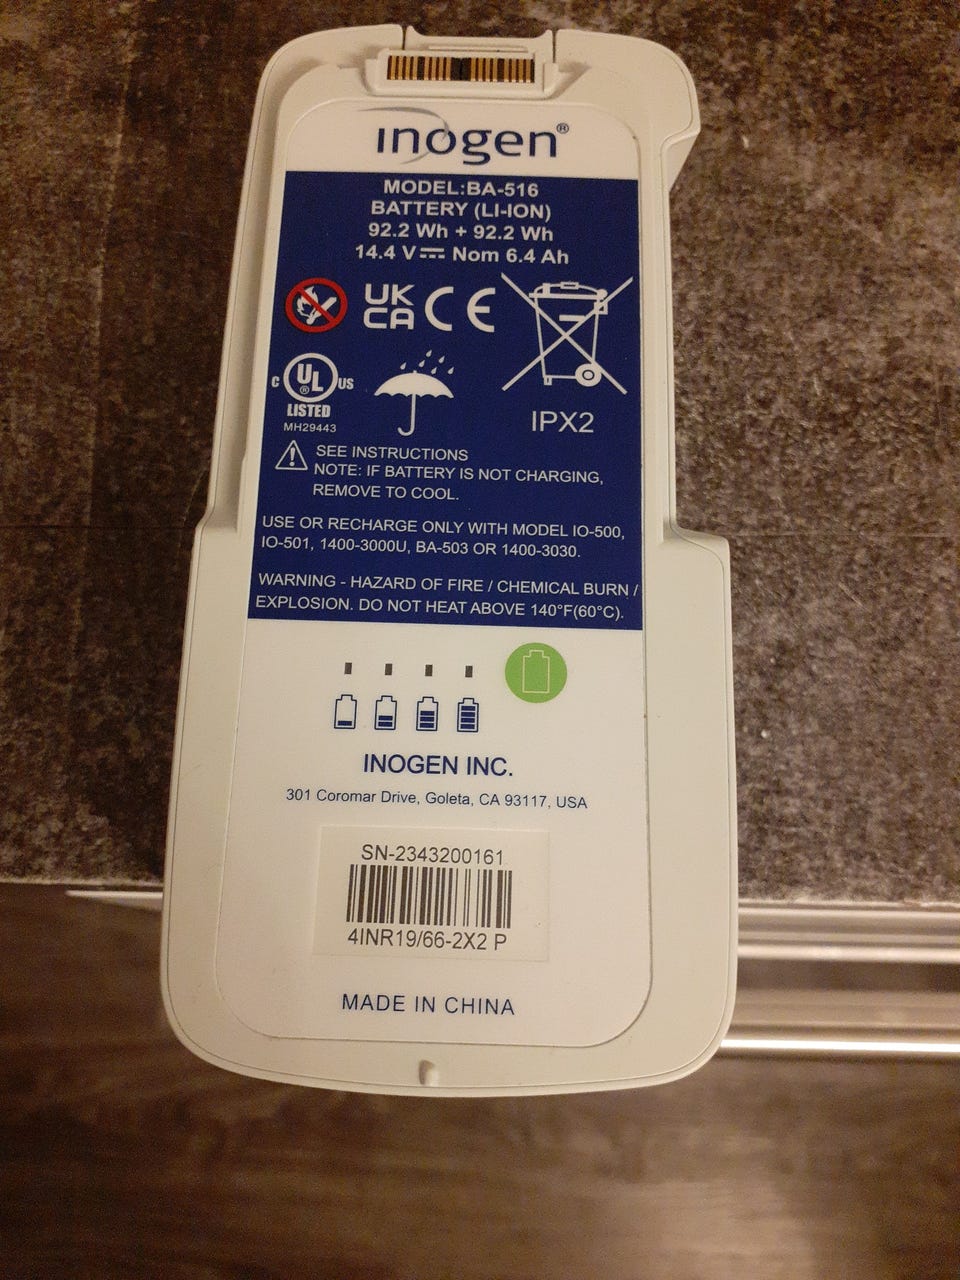 inogen®
MODEL:BA-516
BATTERY (LI-ION)
92.2 Wh + 92.2 Wh
14.4 V⎓ Nom 6.4 Ah
UK
CA CE
C UL ® US
LISTED
MH29443
IPX2
SEE INSTRUCTIONS
NOTE: IF BATTERY IS NOT CHARGING,
REMOVE TO COOL.
USE OR RECHARGE ONLY WITH MODEL IO-500,
IO-501, 1400-3000U, BA-503 OR 1400-3030.
WARNING - HAZARD OF FIRE / CHEMICAL BURN /
EXPLOSION. DO NOT HEAT ABOVE 140°F(60°C).
INOGEN INC.
301 Coromar Drive, Goleta, CA 93117, USA
SN-2343200161
4INR19/66-2X2 P
MADE IN CHINA